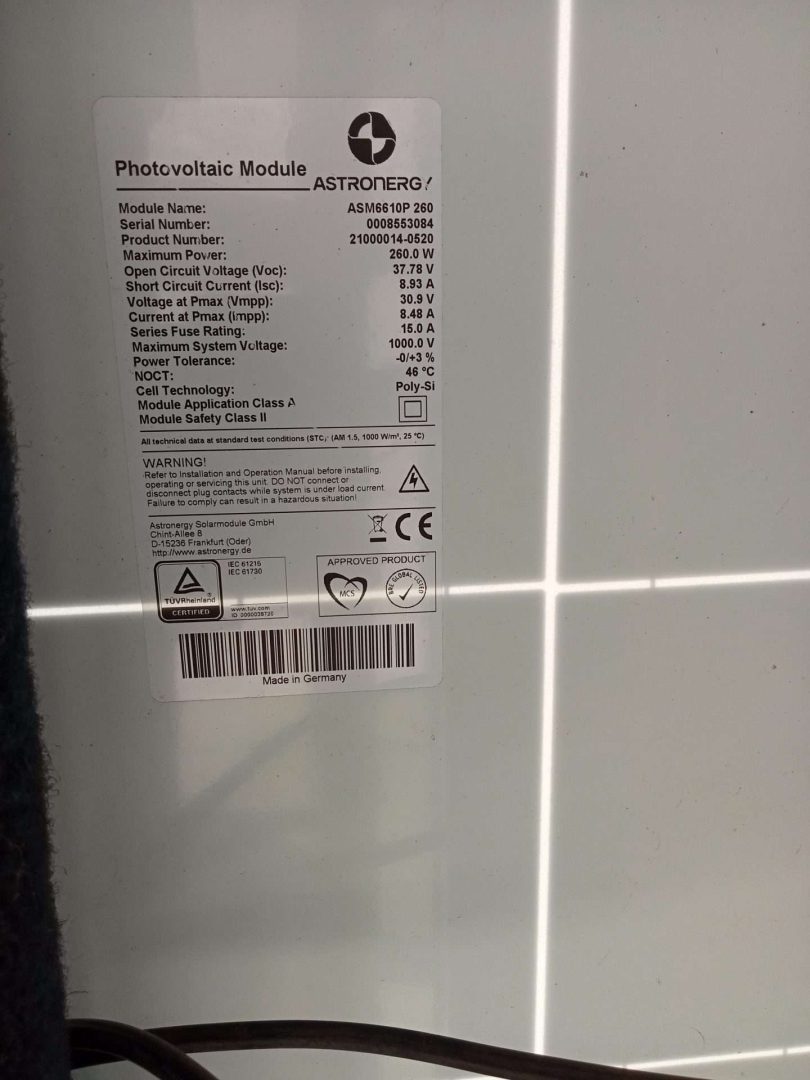 Photovoltaic Module
ASTRONERGY
Module Name: ASM6610P 260
Serial Number: 0008553084
Product Number: 21000014-0520
Maximum Power: 260.0 W
Open Circuit Voltage (Voc): 37.78 V
Short Circuit Current (Isc): 8.93 A
Voltage at Pmax (Vmpp): 30.9 V
Current at Pmax (Impp): 8.48 A
Series Fuse Rating: 15.0 A
Maximum System Voltage: 1000.0 V
Power Tolerance: -0/+3 %
NOCT: 46 °C
Cell Technology: Poly-Si
Module Application Class A
Module Safety Class II
All technical data at standard test conditions (STC): (AM 1.5, 1000 W/m², 25 °C)
WARNING!
Refer to Installation and Operation Manual before installing,
operating or servicing this unit. DO NOT connect or
disconnect plug contacts while system is under load current.
Failure to comply can result in a hazardous situation!
Astronergy Solarmodule GmbH
Chint-Allee 8
D-15236 Frankfurt (Oder)
http://www.astronergy.de
CE
TÜVRheinland
CERTIFIED
IEC 61215
IEC 61730
www.tuv.com
APPROVED PRODUCT
MCS
BRE GLOBAL LISTED
Made in Germany